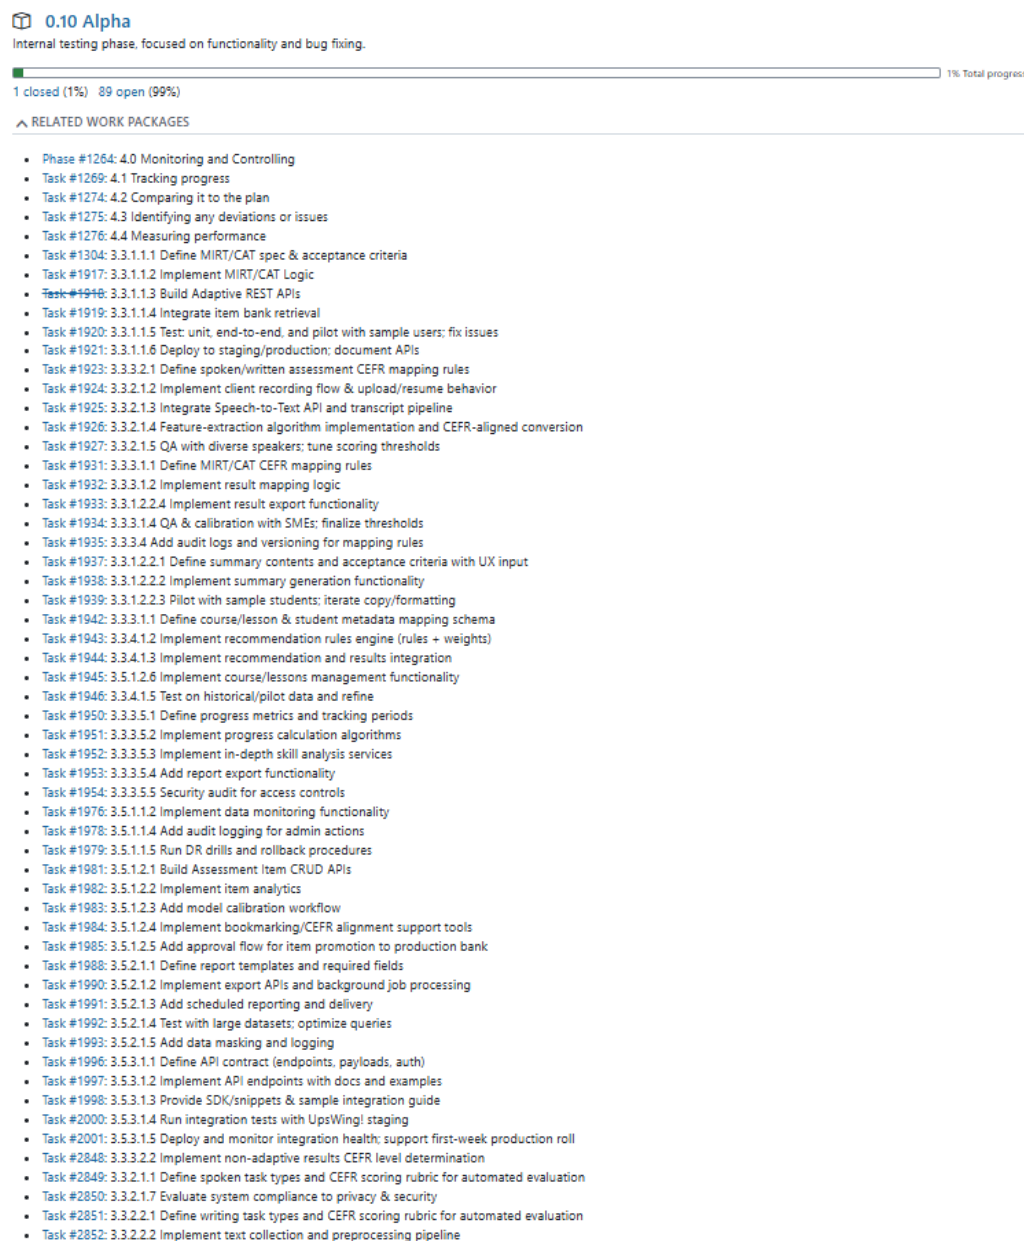 0.10 Alpha
Internal testing phase, focused on functionality and bug fixing.
1% Total progress
1 closed (1%) 89 open (99%)
RELATED WORK PACKAGES
Phase #1264: 4.0 Monitoring and Controlling
Task #1269: 4.1 Tracking progress
Task #1274: 4.2 Comparing it to the plan
Task #1275: 4.3 Identifying any deviations or issues
Task #1276: 4.4 Measuring performance
Task #1304: 3.3.1.1.1 Define MIRT/CAT spec & acceptance criteria
Task #1917: 3.3.1.1.2 Implement MIRT/CAT Logic
Task #1918: 3.3.1.1.3 Build Adaptive REST APIs
Task #1919: 3.3.1.1.4 Integrate item bank retrieval
Task #1920: 3.3.1.1.5 Test: unit, end-to-end, and pilot with sample users; fix issues
Task #1921: 3.3.1.1.6 Deploy to staging/production; document APIs
Task #1923: 3.3.3.2.1 Define spoken/written assessment CEFR mapping rules
Task #1924: 3.3.2.1.2 Implement client recording flow & upload/resume behavior
Task #1925: 3.3.2.1.3 Integrate Speech-to-Text API and transcript pipeline
Task #1926: 3.3.2.1.4 Feature-extraction algorithm implementation and CEFR-aligned conversion
Task #1927: 3.3.2.1.5 QA with diverse speakers; tune scoring thresholds
Task #1931: 3.3.3.1.1 Define MIRT/CAT CEFR mapping rules
Task #1932: 3.3.3.1.2 Implement result mapping logic
Task #1933: 3.3.1.2.2.4 Implement result export functionality
Task #1934: 3.3.3.1.4 QA & calibration with SMEs; finalize thresholds
Task #1935: 3.3.3.4 Add audit logs and versioning for mapping rules
Task #1937: 3.3.1.2.2.1 Define summary contents and acceptance criteria with UX input
Task #1938: 3.3.1.2.2.2 Implement summary generation functionality
Task #1939: 3.3.1.2.2.3 Pilot with sample students; iterate copy/formatting
Task #1942: 3.3.3.1.1 Define course/lesson & student metadata mapping schema
Task #1943: 3.3.4.1.2 Implement recommendation rules engine (rules + weights)
Task #1944: 3.3.4.1.3 Implement recommendation and results integration
Task #1945: 3.5.1.2.6 Implement course/lessons management functionality
Task #1946: 3.3.4.1.5 Test on historical/pilot data and refine
Task #1950: 3.3.3.5.1 Define progress metrics and tracking periods
Task #1951: 3.3.3.5.2 Implement progress calculation algorithms
Task #1952: 3.3.3.5.3 Implement in-depth skill analysis services
Task #1953: 3.3.3.5.4 Add report export functionality
Task #1954: 3.3.3.5.5 Security audit for access controls
Task #1976: 3.5.1.1.2 Implement data monitoring functionality
Task #1978: 3.5.1.1.4 Add audit logging for admin actions
Task #1979: 3.5.1.1.5 Run DR drills and rollback procedures
Task #1981: 3.5.1.2.1 Build Assessment Item CRUD APIs
Task #1982: 3.5.1.2.2 Implement item analytics
Task #1983: 3.5.1.2.3 Add model calibration workflow
Task #1984: 3.5.1.2.4 Implement bookmarking/CEFR alignment support tools
Task #1985: 3.5.1.2.5 Add approval flow for item promotion to production bank
Task #1988: 3.5.2.1.1 Define report templates and required fields
Task #1990: 3.5.2.1.2 Implement export APIs and background job processing
Task #1991: 3.5.2.1.3 Add scheduled reporting and delivery
Task #1992: 3.5.2.1.4 Test with large datasets; optimize queries
Task #1993: 3.5.2.1.5 Add data masking and logging
Task #1996: 3.5.3.1.1 Define API contract (endpoints, payloads, auth)
Task #1997: 3.5.3.1.2 Implement API endpoints with docs and examples
Task #1998: 3.5.3.1.3 Provide SDK/snippets & sample integration guide
Task #2000: 3.5.3.1.4 Run integration tests with UpsWing! staging
Task #2001: 3.5.3.1.5 Deploy and monitor integration health; support first-week production roll
Task #2848: 3.3.3.2.2 Implement non-adaptive results CEFR level determination
Task #2849: 3.3.2.1.1 Define spoken task types and CEFR scoring rubric for automated evaluation
Task #2850: 3.3.2.1.7 Evaluate system compliance to privacy & security
Task #2851: 3.3.2.2.1 Define writing task types and CEFR scoring rubric for automated evaluation
Task #2852: 3.3.2.2.2 Implement text collection and preprocessing pipeline